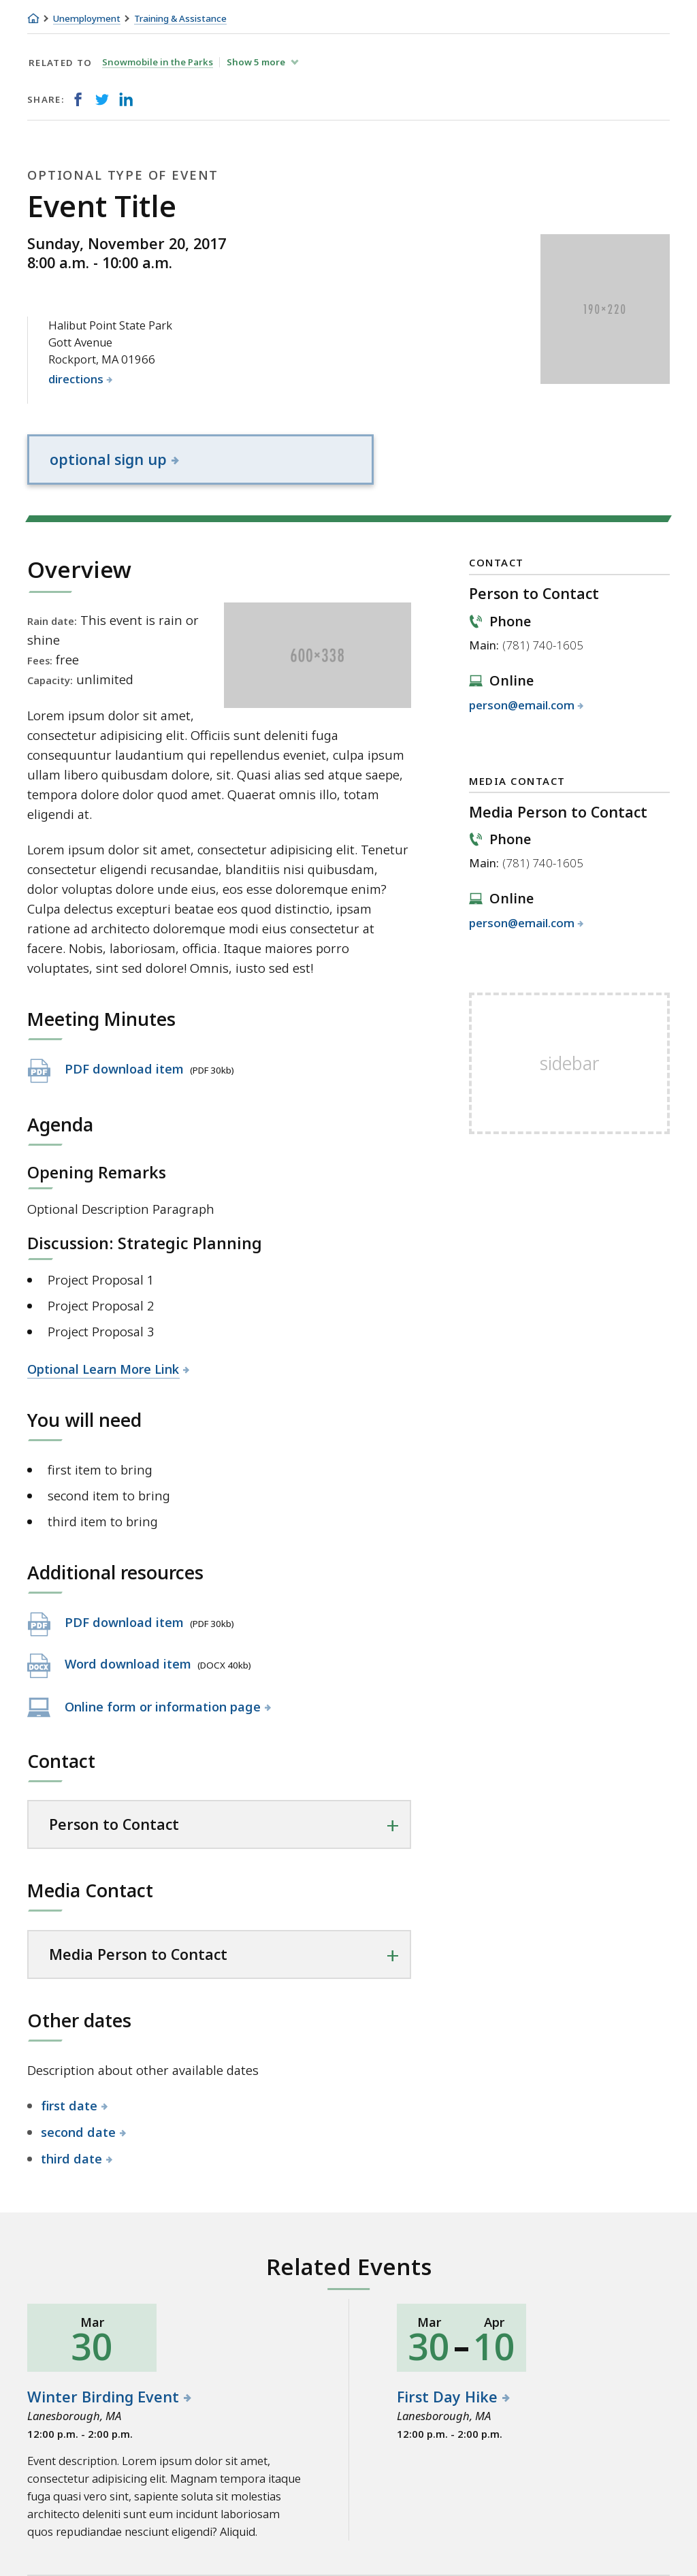 Unemployment Training & Assistance
RELATED TO Snowmobile in the Parks Show 5 more
SHARE:
OPTIONAL TYPE OF EVENT
Event Title
Sunday, November 20, 2017
8:00 a.m. - 10:00 a.m.
190×220
Halibut Point State Park
Gott Avenue
Rockport, MA 01966
directions
optional sign up
Overview
Rain date: This event is rain or
shine
Fees: free
Capacity: unlimited
600×338
Lorem ipsum dolor sit amet,
consectetur adipisicing elit. Officiis sunt deleniti fuga
consequuntur laudantium qui repellendus eveniet, culpa ipsum
ullam libero quibusdam dolore, sit. Quasi alias sed atque saepe,
tempora dolore dolor quod amet. Quaerat omnis illo, totam
eligendi at.
Lorem ipsum dolor sit amet, consectetur adipisicing elit. Tenetur
consectetur eligendi recusandae, blanditiis nisi quibusdam,
dolor voluptas dolore unde eius, eos esse doloremque enim?
Culpa delectus excepturi beatae eos quod distinctio, ipsam
ratione ad architecto doloremque modi eius consectetur at
facere. Nobis, laboriosam, officia. Itaque maiores porro
voluptates, sint sed dolore! Omnis, iusto sed est!
Meeting Minutes
PDF PDF download item (PDF 30kb)
Agenda
Opening Remarks
Optional Description Paragraph
Discussion: Strategic Planning
Project Proposal 1
Project Proposal 2
Project Proposal 3
Optional Learn More Link
You will need
first item to bring
second item to bring
third item to bring
Additional resources
PDF PDF download item (PDF 30kb)
DOCX Word download item (DOCX 40kb)
Online form or information page
Contact
Person to Contact
Media Contact
Media Person to Contact
Other dates
Description about other available dates
first date
second date
third date
CONTACT
Person to Contact
Phone
Main: (781) 740-1605
Online
person@email.com
MEDIA CONTACT
Media Person to Contact
Phone
Main: (781) 740-1605
Online
person@email.com
sidebar
Related Events
Mar
30
Winter Birding Event
Lanesborough, MA
12:00 p.m. - 2:00 p.m.
Event description. Lorem ipsum dolor sit amet,
consectetur adipisicing elit. Magnam tempora itaque
fuga quasi vero sint, sapiente soluta sit molestias
architecto deleniti sunt eum incidunt laboriosam
quos repudiandae nesciunt eligendi? Aliquid.
Mar Apr
30 – 10
First Day Hike
Lanesborough, MA
12:00 p.m. - 2:00 p.m.